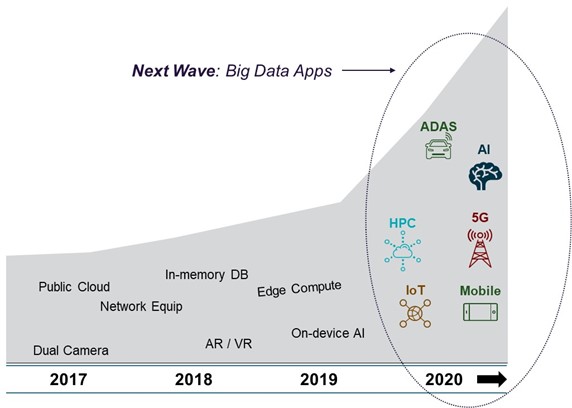 Next Wave: Big Data Apps
ADAS
AI
HPC
5G
In-memory DB
Public Cloud
Edge Compute
IoT
Mobile
Network Equip
On-device AI
AR / VR
Dual Camera
2017
2018
2019
2020